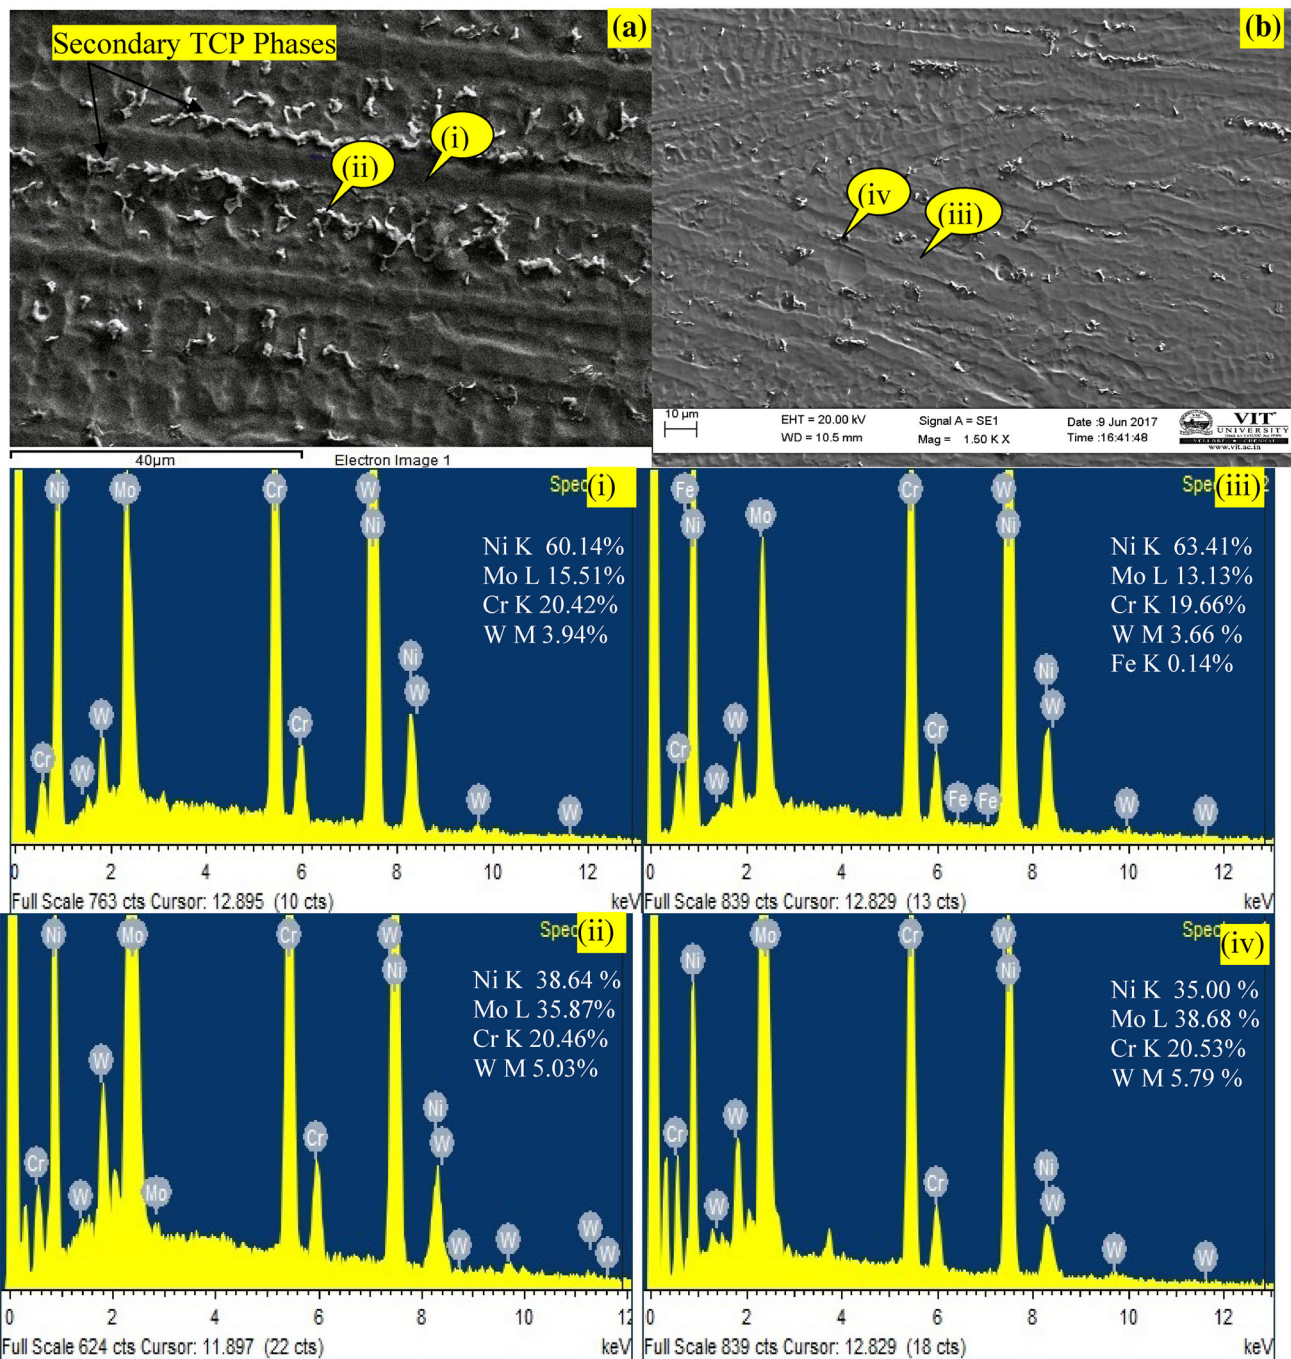 Secondary TCP Phases
(a)
(i)
(ii)
40µm
Electron Image 1
(b)
(iv
(iii)
10 µm
EHT = 20.00 kV
WD = 10.5 mm
Signal A = SE1
Mag = 1.50 K X
Date :9 Jun 2017
Time :16:41:48
VIT
UNIVERSITY
VELLORE • CHENNAI
www.vit.ac.in
Ni
Mo
Cr
W
Ni
Spec
(i)
Ni K 60.14%
Mo L 15.51%
Cr K 20.42%
W M 3.94%
Ni
W
Cr
W
W
Cr
W
W
0 2 4 6 8 10 12
Full Scale 763 cts Cursor: 12.895 (10 cts)
keV
Fe
Ni
Mo
Cr
W
Ni
Spe
(iii)
2
Ni K 63.41%
Mo L 13.13%
Cr K 19.66%
W M 3.66 %
Fe K 0.14%
Ni
W
Cr
W
W
Cr
Fe
Fe
W
W
0 2 4 6 8 10 12
Full Scale 839 cts Cursor: 12.829 (13 cts)
keV
Ni
Mo
Cr
W
Ni
Spec
(ii)
Ni K 38.64 %
Mo L 35.87%
Cr K 20.46%
W M 5.03%
W
Ni
W
Cr
W
Mo
Cr
W
W
W
W
0 2 4 6 8 10 12
Full Scale 624 cts Cursor: 11.897 (22 cts)
keV
Ni
Mo
Cr
W
Ni
Spec
(iv)
Ni K 35.00 %
Mo L 38.68 %
Cr K 20.53%
W M 5.79 %
W
Cr
W
Cr
Ni
W
W
W
0 2 4 6 8 10 12
Full Scale 839 cts Cursor: 12.829 (18 cts)
keV